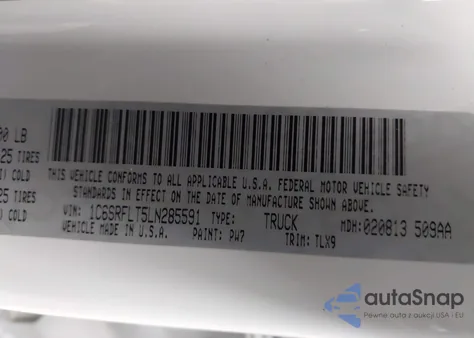 00 LB
25 TIRES
I/ COLD
25 TIRES
I/ COLD
THIS VEHICLE CONFORMS TO ALL APPLICABLE U.S.A. FEDERAL MOTOR VEHICLE SAFETY
STANDARDS IN EFFECT ON THE DATE OF MANUFACTURE SHOWN ABOVE.
VIN: 1C6SRFLT5LN285591 TYPE: TRUCK MDH: 020813 509AA
VEHICLE MADE IN U.S.A. PAINT: PW7 TRIM: TLX9
autoSnap
Pewne auta z aukcji USA i EU